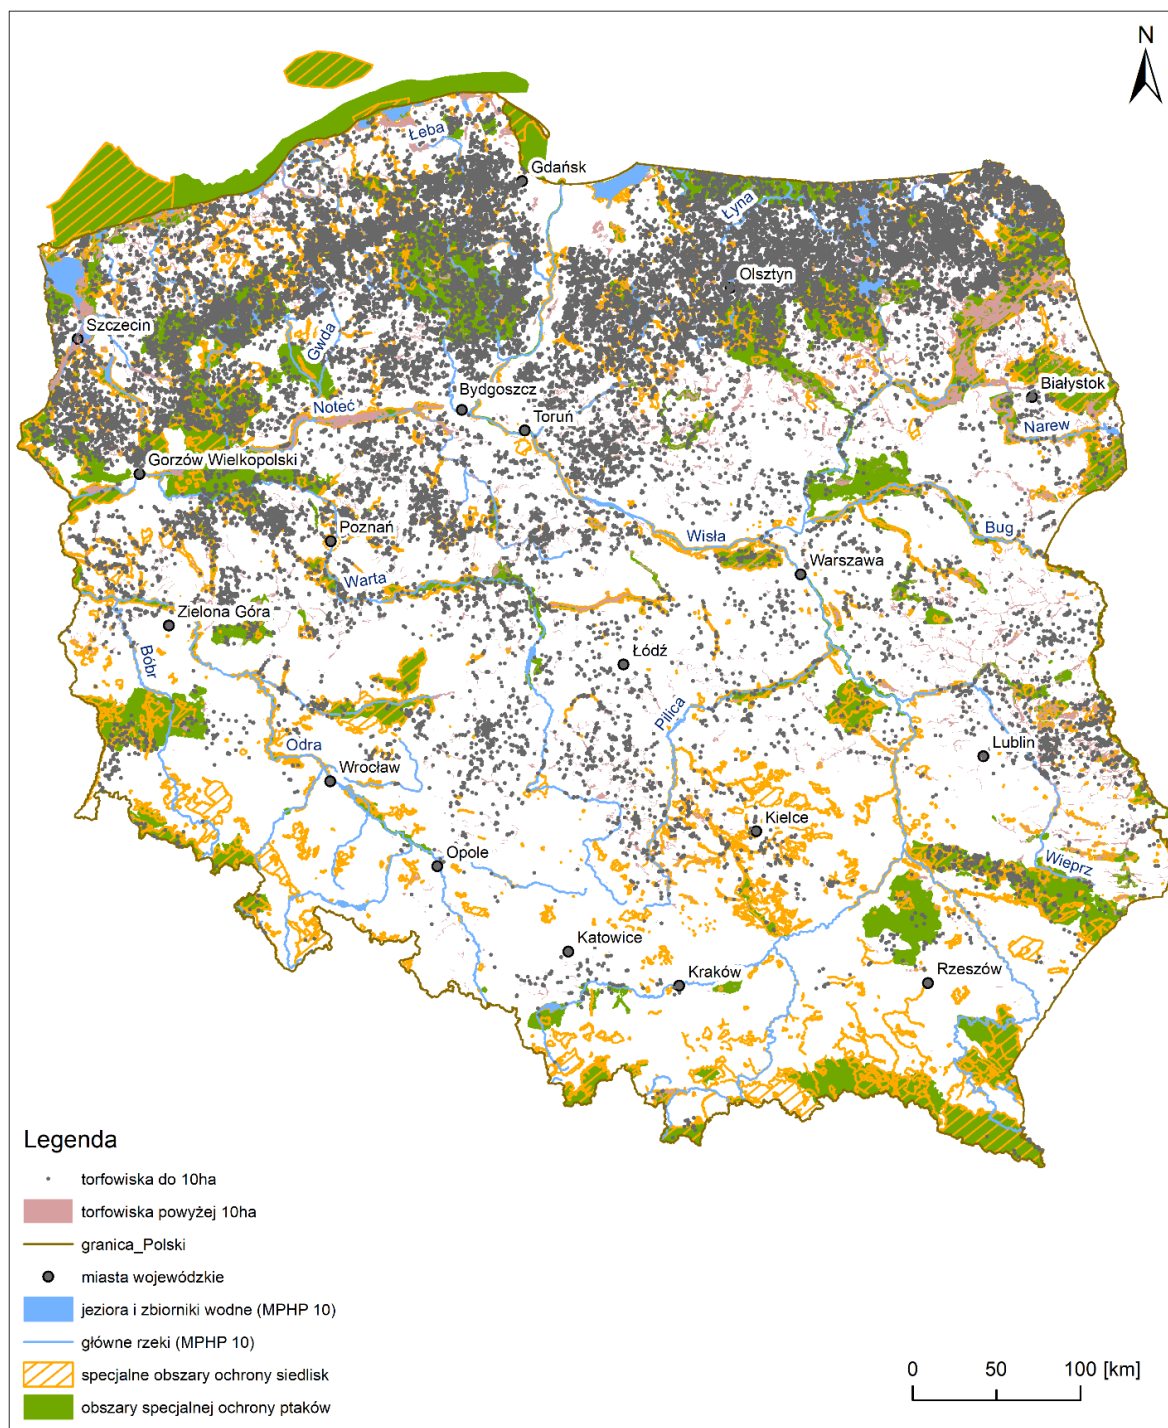 N
Łeba
Gdańsk
Łyna
Olsztyn
Szczecin
Gwda
Białystok
Bydgoszcz
Noteć
Toruń
Narew
Gorzów Wielkopolski
Poznań
Wisła
Bug
Warszawa
Warta
Zielona Góra
Bóbr
Łódź
Pilica
Odra
Lublin
Wrocław
Kielce
Opole
Wieprz
Katowice
Kraków
Rzeszów
Legenda
torfowiska do 10ha
torfowiska powyżej 10ha
granica_Polski
miasta wojewódzkie
jeziora i zbiorniki wodne (MPHP 10)
główne rzeki (MPHP 10)
specjalne obszary ochrony siedlisk
obszary specjalnej ochrony ptaków
0 50 100 [km]